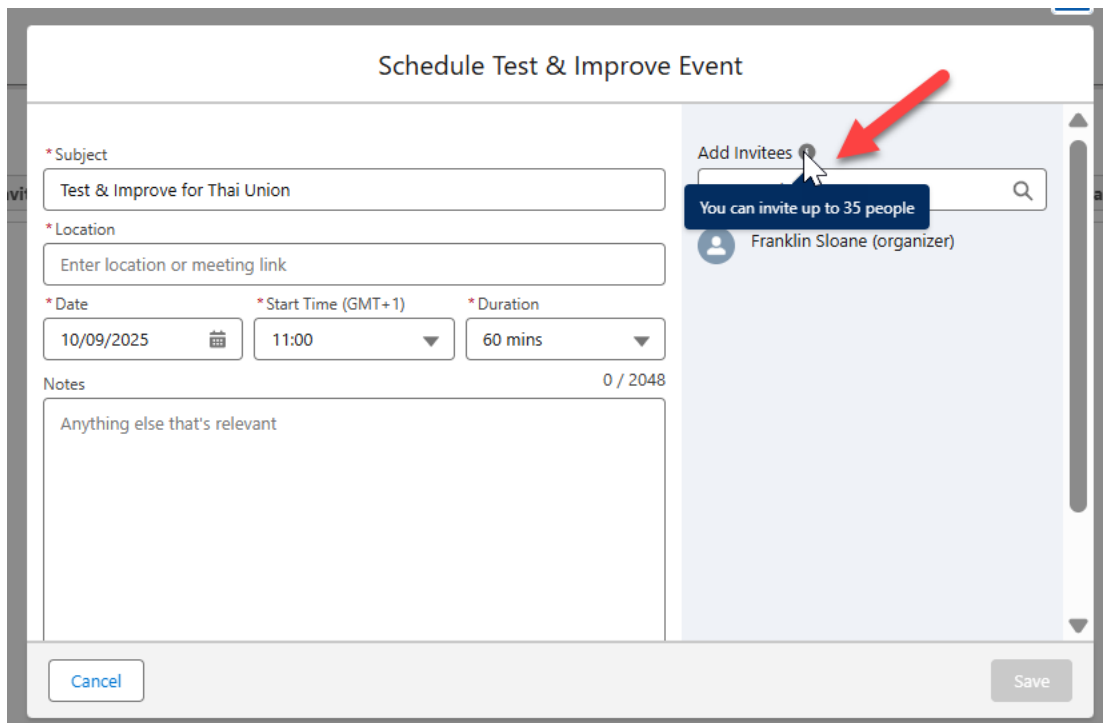 Schedule Test & Improve Event
* Subject
Test & Improve for Thai Union
* Location
Enter location or meeting link
* Date
* Start Time (GMT+1)
* Duration
10/09/2025
11:00
60 mins
Notes
0 / 2048
Anything else that's relevant
Add Invitees
You can invite up to 35 people
Franklin Sloane (organizer)
Cancel
Save